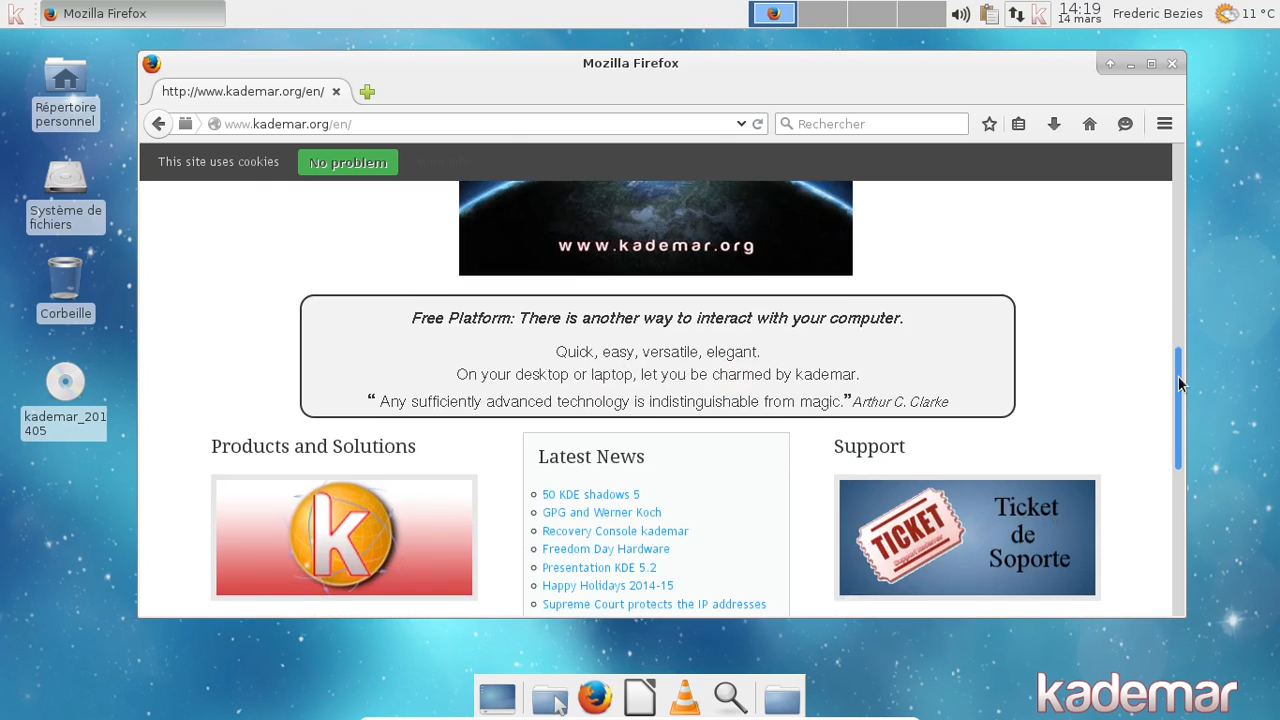 Mozilla Firefox
14:19
14 mars
Frederic Bezies
11 °C
Répertoire
personnel
Système de
fichiers
Corbeille
kademar_201
405
Mozilla Firefox
http://www.kademar.org/en/
www.kademar.org/en/
Rechercher
This site uses cookies
No problem
www.kademar.org
Free Platform: There is another way to interact with your computer.
Quick, easy, versatile, elegant.
On your desktop or laptop, let you be charmed by kademar.
“ Any sufficiently advanced technology is indistinguishable from magic.” Arthur C. Clarke
Products and Solutions
k
Latest News
50 KDE shadows 5
GPG and Werner Koch
Recovery Console kademar
Freedom Day Hardware
Presentation KDE 5.2
Happy Holidays 2014-15
Supreme Court protects the IP addresses
Support
TICKET
Ticket
de
Soporte
kademar